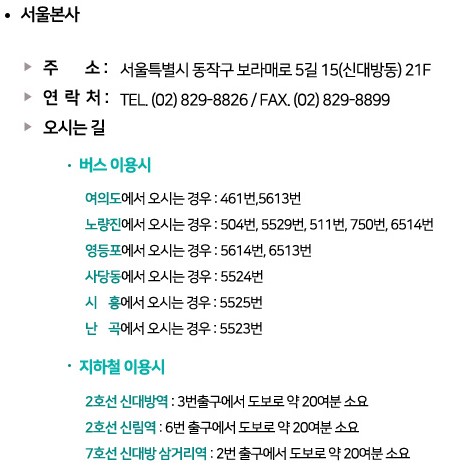 • 서울본사
▶ 주 소 : 서울특별시 동작구 보라매로 5길 15(신대방동) 21F
▶ 연 락 처 : TEL. (02) 829-8826 / FAX. (02) 829-8899
▶ 오시는 길
· 버스 이용시
여의도에서 오시는 경우 : 461번,5613번
노량진에서 오시는 경우 : 504번, 5529번, 511번, 750번, 6514번
영등포에서 오시는 경우 : 5614번, 6513번
사당동에서 오시는 경우 : 5524번
시 흥에서 오시는 경우 : 5525번
난 곡에서 오시는 경우 : 5523번
· 지하철 이용시
2호선 신대방역 : 3번출구에서 도보로 약 20여분 소요
2호선 신림역 : 6번 출구에서 도보로 약 20여분 소요
7호선 신대방 삼거리역 : 2번 출구에서 도보로 약 20여분 소요